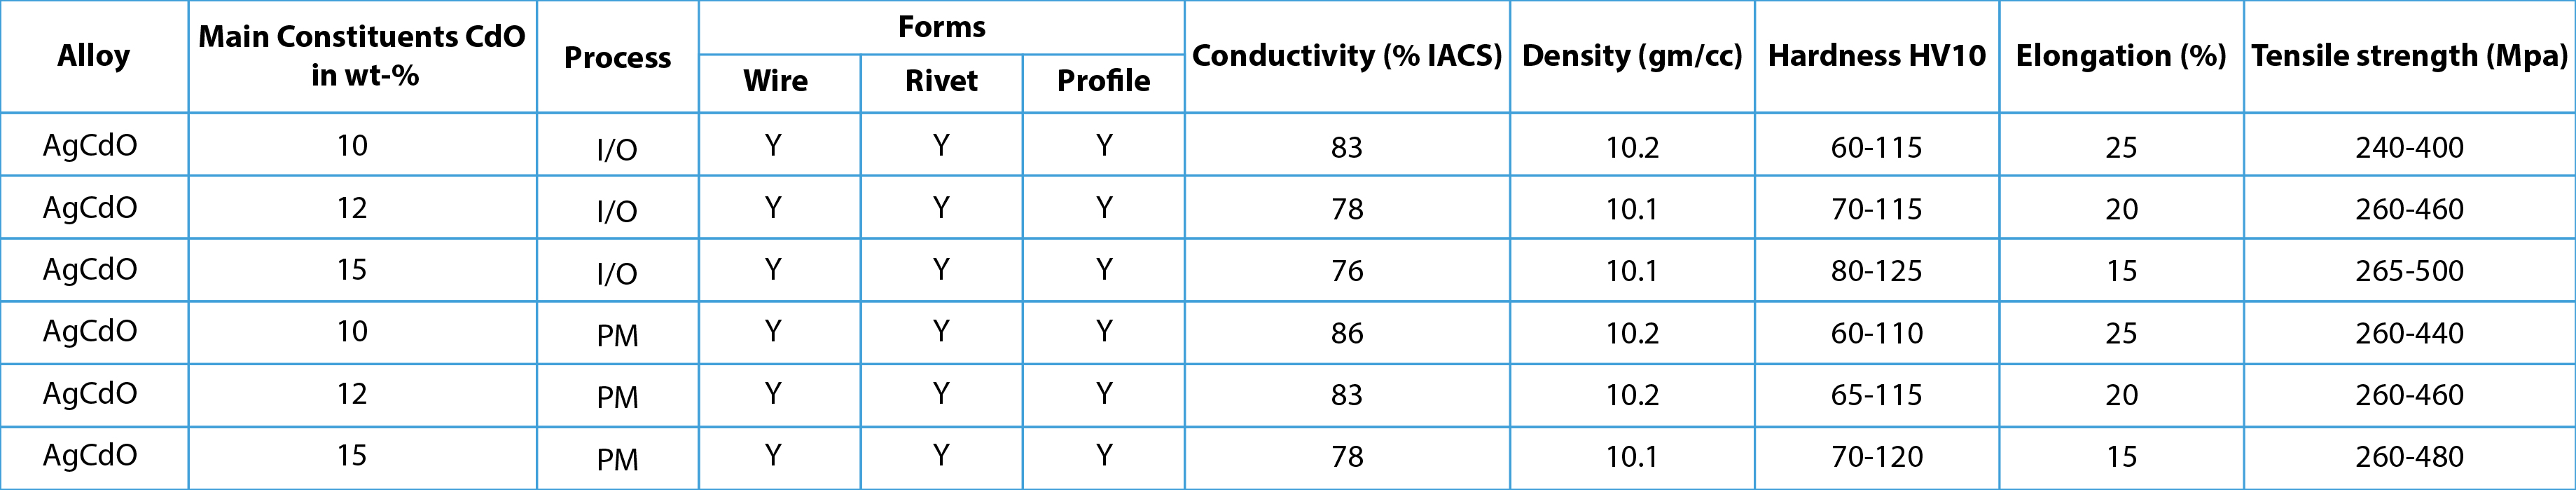 Alloy Main Constituents CdO in wt-% Process Forms Conductivity (% IACS) Density (gm/cc) Hardness HV10 Elongation (%) Tensile strength (Mpa)
Wire Rivet Profile
AgCdO 10 I/O Y Y Y 83 10.2 60-115 25 240-400
AgCdO 12 I/O Y Y Y 78 10.1 70-115 20 260-460
AgCdO 15 I/O Y Y Y 76 10.1 80-125 15 265-500
AgCdO 10 PM Y Y Y 86 10.2 60-110 25 260-440
AgCdO 12 PM Y Y Y 83 10.2 65-115 20 260-460
AgCdO 15 PM Y Y Y 78 10.1 70-120 15 260-480